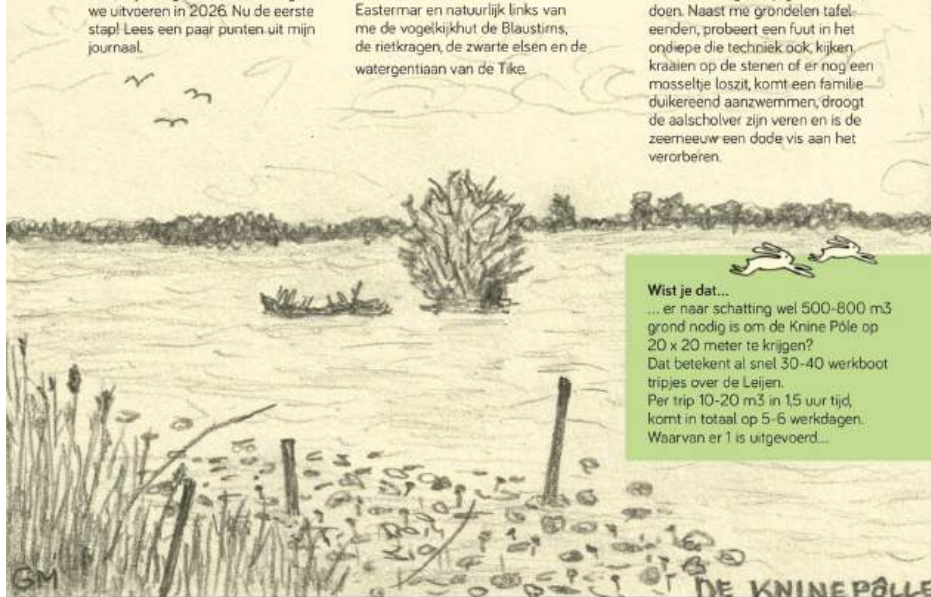 we uitvoeren in 2026. Nu de eerste
stap! Lees een paar punten uit mijn
journaal.
Eastermar en natuurlijk links van
me de vogelkijkhut de Blaustirns,
de rietkragen, de zwarte elsen en de
watergentiaan van de Tike.
doen. Naast me grondelen tafel-
eenden, probeert een fuut in het
ondiepe die techniek ook, kijken
kraaien op de stenen of er nog een
mosseltje loszit, komt een familie
duikereend aanzwemmen, droogt
de aalscholver zijn veren en is de
zeemeeuw een dode vis aan het
verorberen.
Wist je dat...
... er naar schatting wel 500-800 m3
grond nodig is om de Knine Pôle op
20 x 20 meter te krijgen?
Dat betekent al snel 30-40 werkboot
tripjes over de Leijen.
Per trip 10-20 m3 in 1,5 uur tijd,
komt in totaal op 5-6 werkdagen.
Waarvan er 1 is uitgevoerd...
GM
DE KNINEPÔLLE